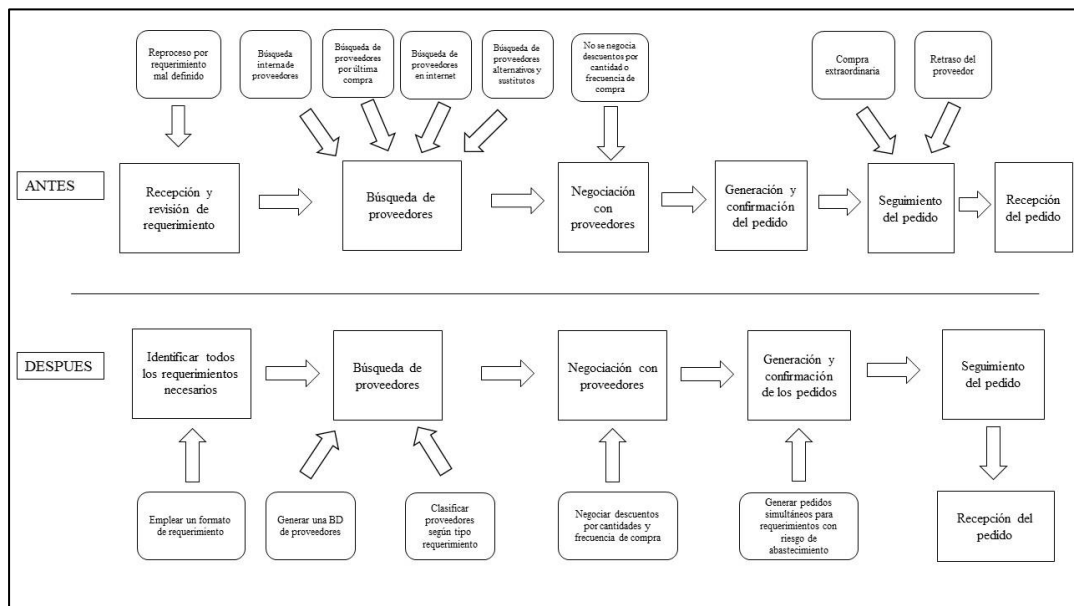 Reproceso por
requerimiento
mal definido
Búsqueda
interna de
proveedores
Búsqueda de
proveedores
por última
compra
Búsqueda de
proveedores
en internet
Búsqueda de
proveedores
alternativos y
sustitutos
No se negocia
descuentos por
cantidad o
frecuencia de
compra
Compra
extraordinaria
Retraso del
proveedor
ANTES
Recepción y
revisión de
requerimiento
Búsqueda de
proveedores
Negociación
con
proveedores
Generación y
confirmación
del pedido
Seguimiento
del pedido
Recepción
del pedido
DESPUES
Identificar todos
los requerimientos
necesarios
Búsqueda de
proveedores
Negociación con
proveedores
Generación y
confirmación
de los pedidos
Seguimiento
del pedido
Emplear un formato
de requerimiento
Generar una BD
de proveedores
Clasificar
proveedores
según tipo
requerimiento
Negociar descuentos
por cantidades y
frecuencia de compra
Generar pedidos
simultáneos para
requerimientos con
riesgo de
abastecimiento
Recepción del
pedido